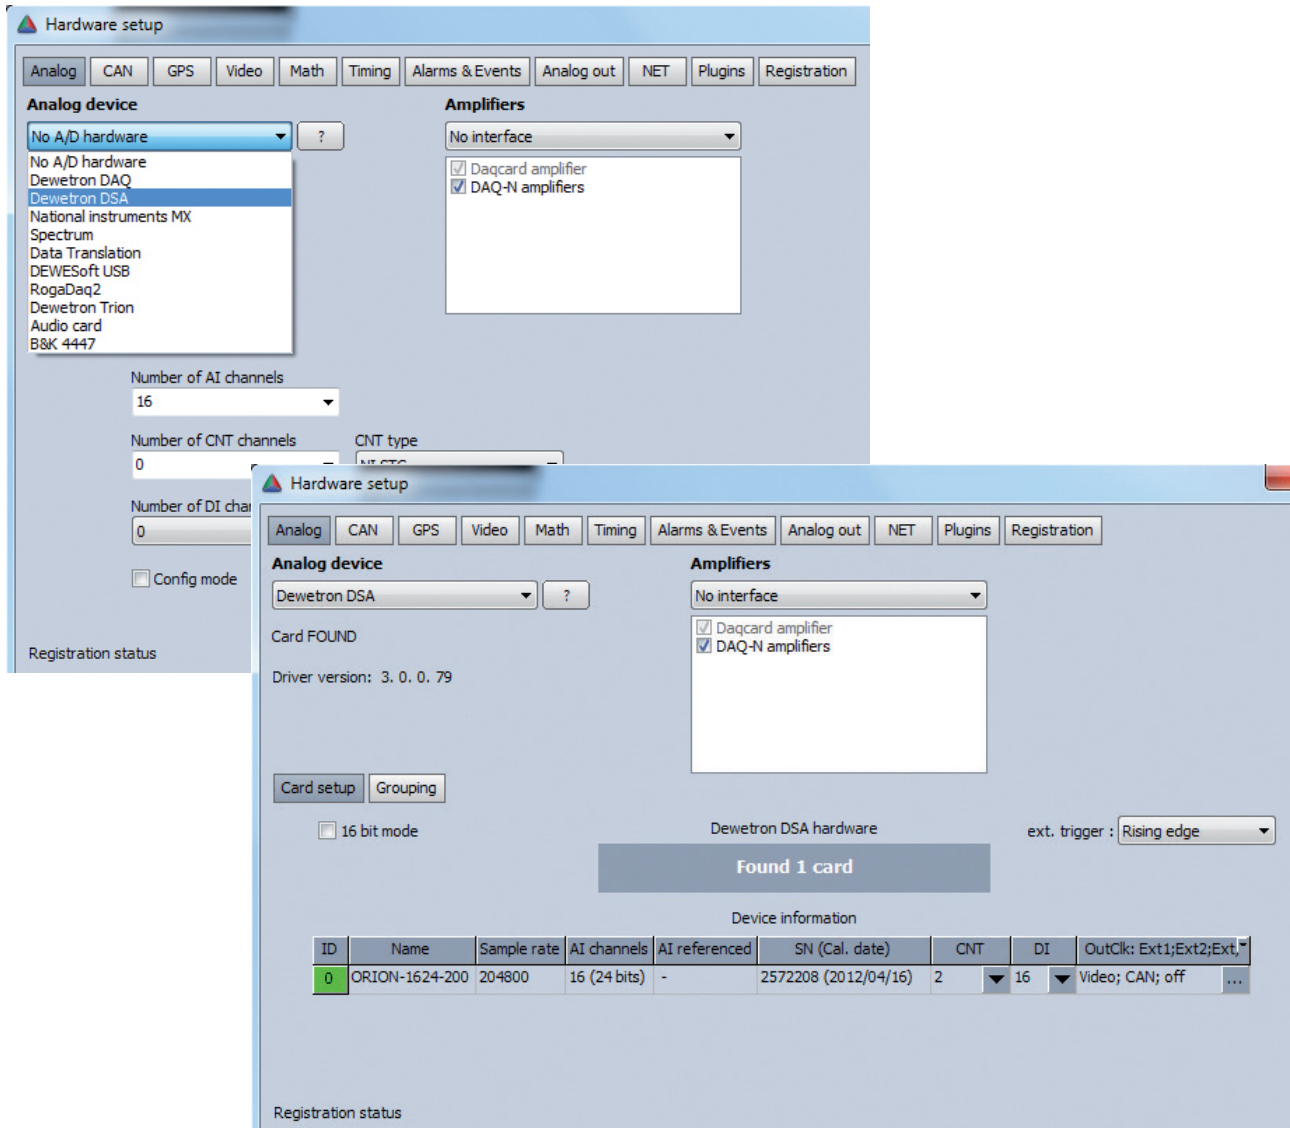 Hardware setup
Analog CAN GPS Video Math Timing Alarms & Events Analog out NET Plugins Registration
Analog device Amplifiers
No A/D hardware ? No interface
No A/D hardware
Dewetron DAQ
Dewetron DSA
National instruments MX
Spectrum
Data Translation
DEWESoft USB
RogaDaq2
Dewetron Trion
Audio card
B&K 4447
Daqcard amplifier
DAQ-N amplifiers
Number of AI channels
16
Number of CNT channels CNT type
0
Number of DI
0
Config mode
Registration status
Hardware setup
Analog CAN GPS Video Math Timing Alarms & Events Analog out NET Plugins Registration
Analog device Amplifiers
Dewetron DSA ? No interface
Card FOUND
Driver version: 3. 0. 0. 79
Daqcard amplifier
DAQ-N amplifiers
Card setup Grouping
16 bit mode Dewetron DSA hardware ext. trigger : Rising edge
Found 1 card
Device information
ID Name Sample rate AI channels AI referenced SN (Cal. date) CNT DI OutClk: Ext1;Ext2;Ext.
0 ORION-1624-200 204800 16 (24 bits) - 2572208 (2012/04/16) 2 16 Video; CAN; off ...
Registration status